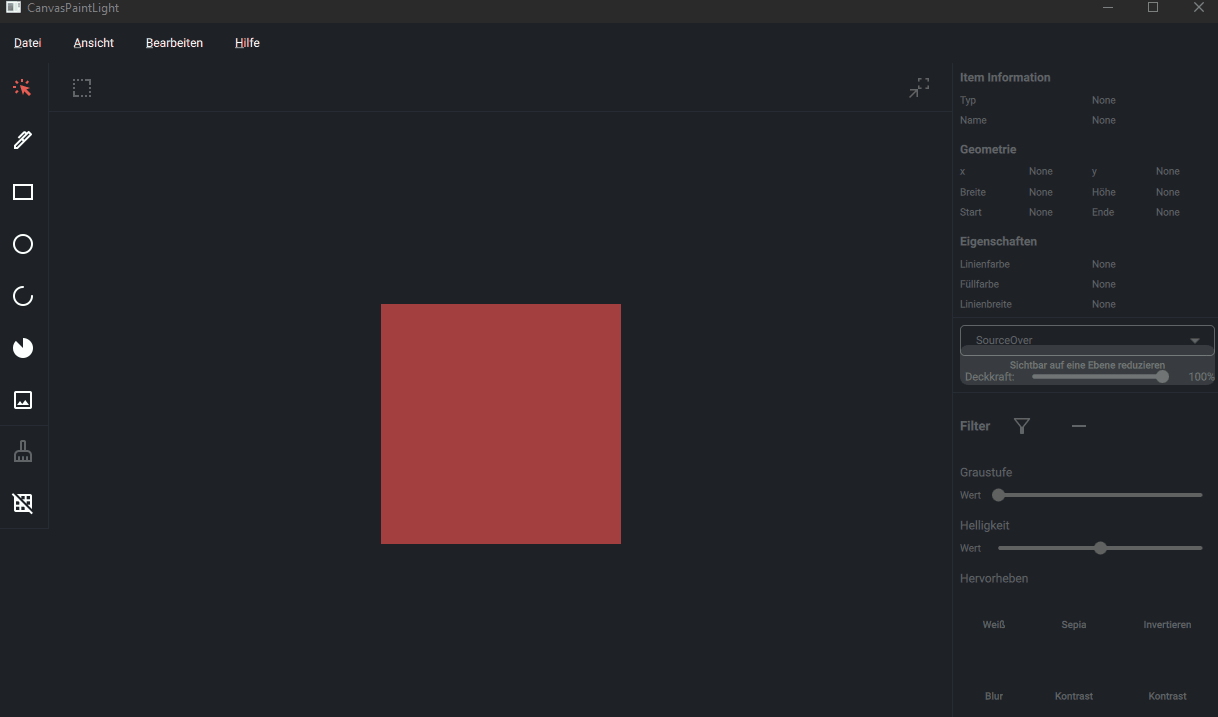 CanvasPaintLight
Datei Ansicht Bearbeiten Hilfe
Item Information
Typ None
Name None
Geometrie
x None y None
Breite None Höhe None
Start None Ende None
Eigenschaften
Linienfarbe None
Füllfarbe None
Linienbreite None
SourceOver
Sichtbar auf eine Ebene reduzieren
Deckkraft: 100%
Filter
Graustufe
Wert
Helligkeit
Wert
Hervorheben
Weiß Sepia Invertieren
Blur Kontrast Kontrast